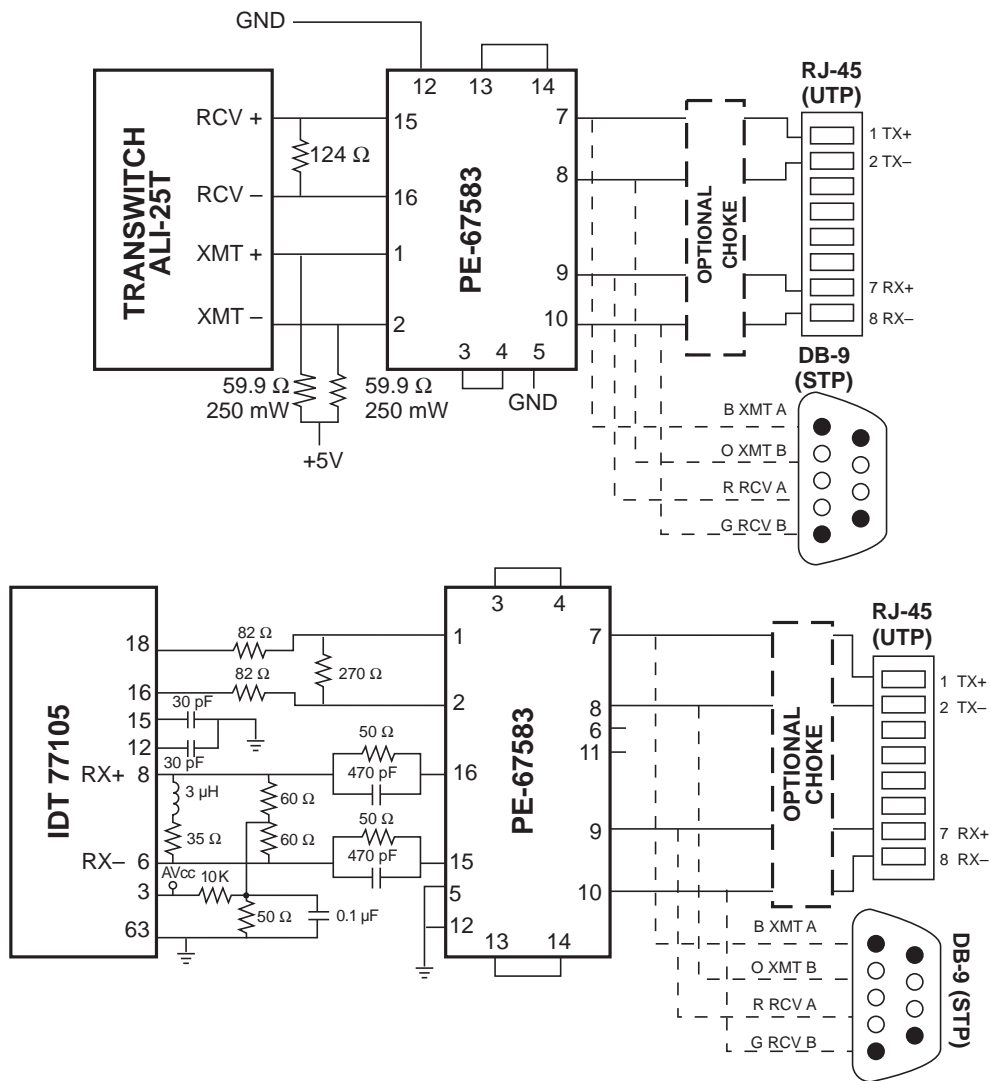 GND
12
13
14
TRANSWITCH
ALI-25T
RCV +
RCV –
XMT +
XMT –
124 Ω
15
16
1
2
PE-67583
7
8
9
10
3
4
5
GND
59.9 Ω
250 mW
59.9 Ω
250 mW
+5V
OPTIONAL
CHOKE
RJ-45
(UTP)
1 TX+
2 TX–
7 RX+
8 RX–
DB-9
(STP)
B XMT A
O XMT B
R RCV A
G RCV B
IDT 77105
18
16
15
12
RX+ 8
RX– 6
3
63
82 Ω
82 Ω
270 Ω
30 pF
30 pF
3 µH
35 Ω
60 Ω
60 Ω
50 Ω
470 pF
50 Ω
470 pF
AVcc
10K
50 Ω
0.1 µF
3
4
1
2
16
15
5
12
13
14
PE-67583
7
8
6
11
9
10
OPTIONAL
CHOKE
RJ-45
(UTP)
1 TX+
2 TX–
7 RX+
8 RX–
B XMT A
O XMT B
R RCV A
G RCV B
DB-9 (STP)